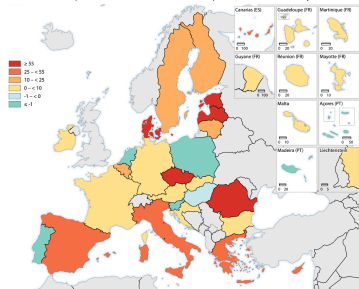 Canarias (ES)
Guadeloupe (FR)
Martinique (FR)
Guyane (FR)
Réunion (FR)
Mayotte (FR)
Malta
Açores (PT)
Madeira (PT)
Liechtenstein
≥ 55
25 – < 55
10 – < 25
0 – < 10
-1 – < 0
< -1